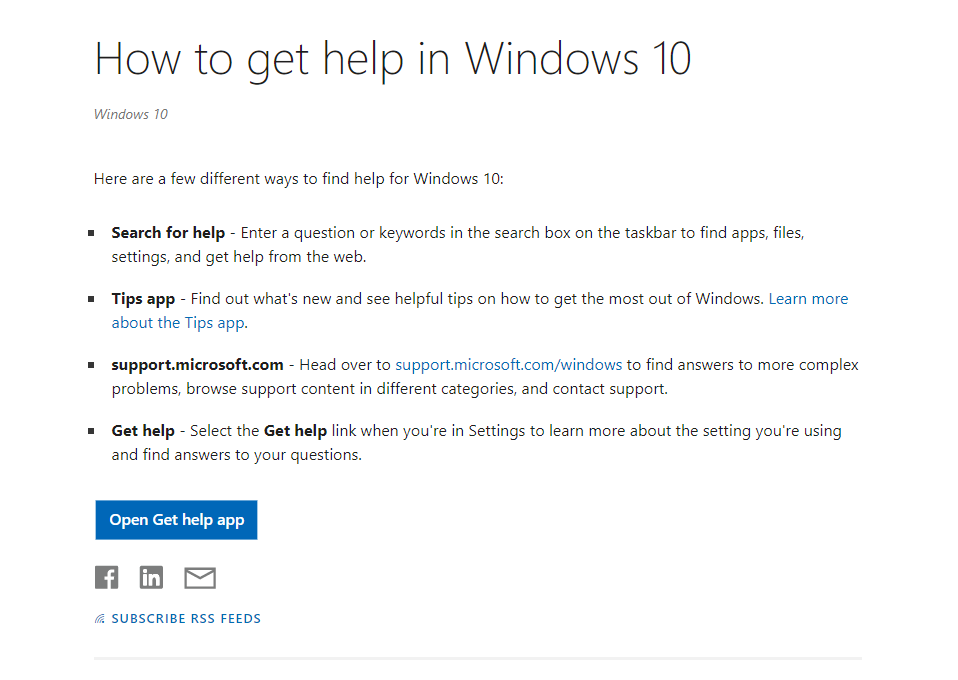 How to get help in Windows 10
Windows 10
Here are a few different ways to find help for Windows 10:
Search for help - Enter a question or keywords in the search box on the taskbar to find apps, files,
settings, and get help from the web.
Tips app - Find out what's new and see helpful tips on how to get the most out of Windows. Learn more
about the Tips app.
support.microsoft.com - Head over to support.microsoft.com/windows to find answers to more complex
problems, browse support content in different categories, and contact support.
Get help - Select the Get help link when you're in Settings to learn more about the setting you're using
and find answers to your questions.
Open Get help app
f in
SUBSCRIBE RSS FEEDS